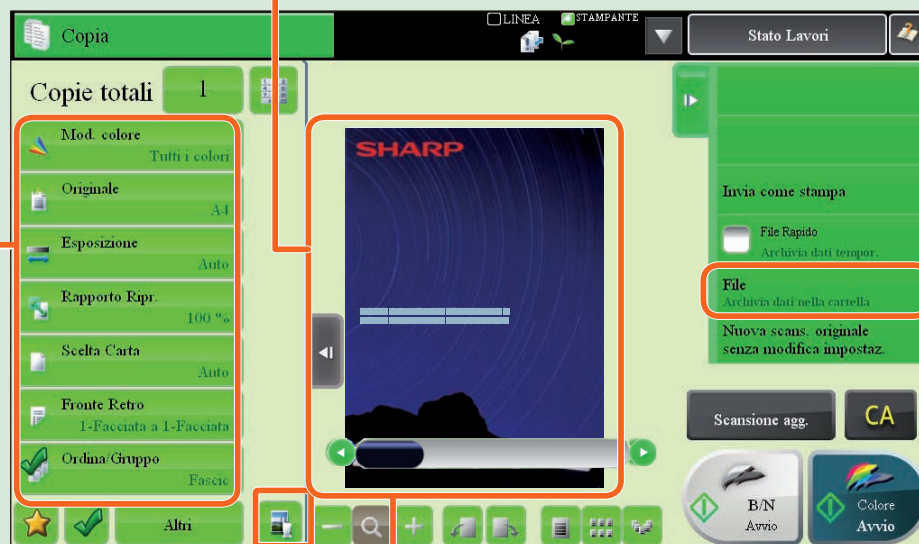 Copia
LINEA STAMPANTE
Stato Lavori
Copie totali 1
Mod. colore
Tutti i colori
Originale
A4
Esposizione
Auto
Rapporto Ripr.
100 %
Scelta Carta
Auto
Fronte Retro
1-Facciata a 1-Facciata
Ordina/Gruppo
Fascic
Altri
SHARP
Invia come stampa
File Rapido
Archivia dati tempor.
File
Archivia dati nella cartella
Nuova scans. originale
senza modifica impostaz.
Scansione agg.
CA
B/N
Avvio
Colore
Avvio